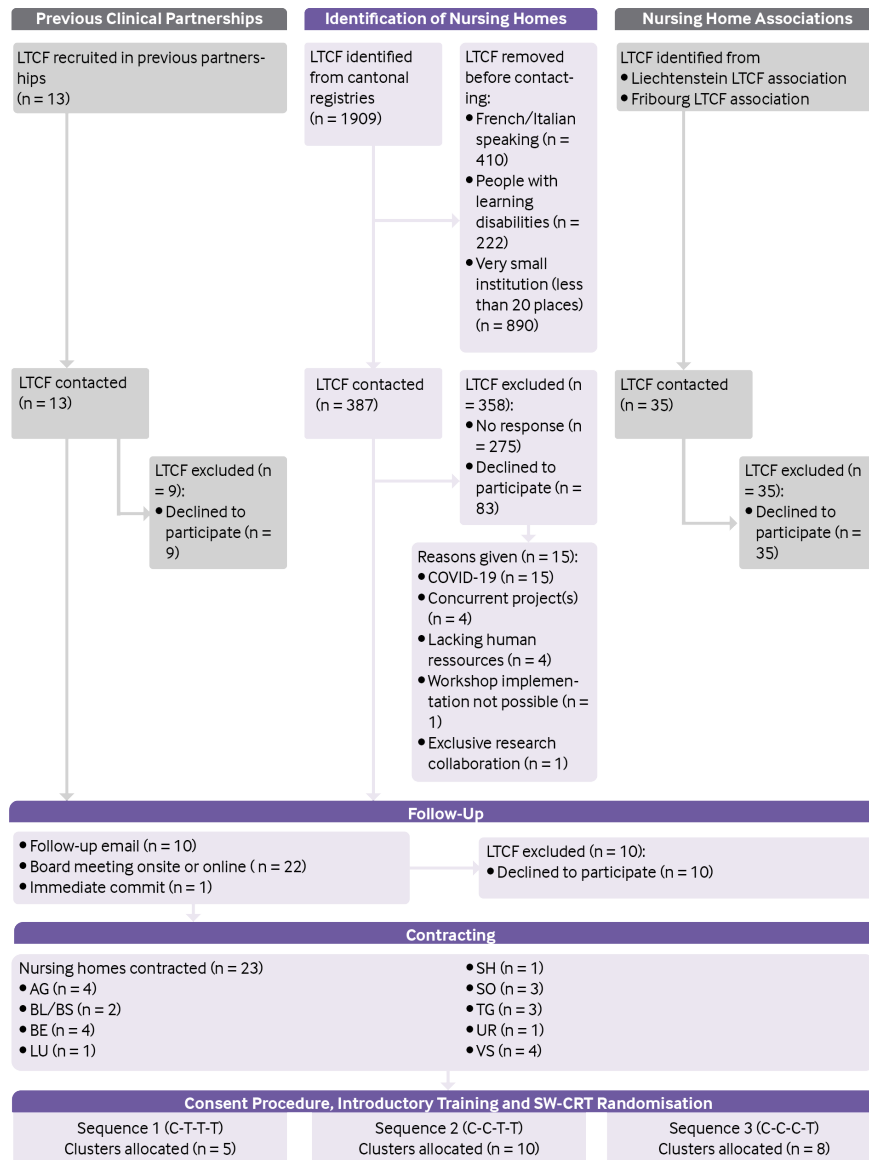 Previous Clinical Partnerships
LTCF recruited in previous partners-
hips
(n = 13)
LTCF contacted
(n = 13)
LTCF excluded (n
= 9):
• Declined to
participate (n =
9)
Identification of Nursing Homes
LTCF identified
from cantonal
registries
(n = 1909)
LTCF removed
before contact-
ing:
• French/Italian
speaking (n =
410)
• People with
learning
disabilities (n =
222)
• Very small
institution (less
than 20 places)
(n = 890)
LTCF contacted
(n = 387)
LTCF excluded (n
= 358):
• No response (n
= 275)
• Declined to
participate (n =
83)
Reasons given (n = 15):
• COVID-19 (n = 15)
• Concurrent project(s)
(n = 4)
• Lacking human
ressources (n = 4)
• Workshop implemen-
tation not possible (n =
1)
• Exclusive research
collaboration (n = 1)
Nursing Home Associations
LTCF identified from
• Liechtenstein LTCF association
• Fribourg LTCF association
LTCF contacted
(n = 35)
LTCF excluded (n
= 35):
• Declined to
participate (n =
35)
Follow-Up
• Follow-up email (n = 10)
• Board meeting onsite or online ( n = 22)
• Immediate commit (n = 1)
LTCF excluded (n = 10):
• Declined to participate (n = 10)
Contracting
Nursing homes contracted (n = 23)
• AG (n = 4)
• BL/BS (n = 2)
• BE (n = 4)
• LU (n = 1)
• SH (n = 1)
• SO (n = 3)
• TG (n = 3)
• UR (n = 1)
• VS (n = 4)
Consent Procedure, Introductory Training and SW-CRT Randomisation
Sequence 1 (C-T-T-T)
Clusters allocated (n = 5)
Sequence 2 (C-C-T-T)
Clusters allocated (n = 10)
Sequence 3 (C-C-C-T)
Clusters allocated (n = 8)